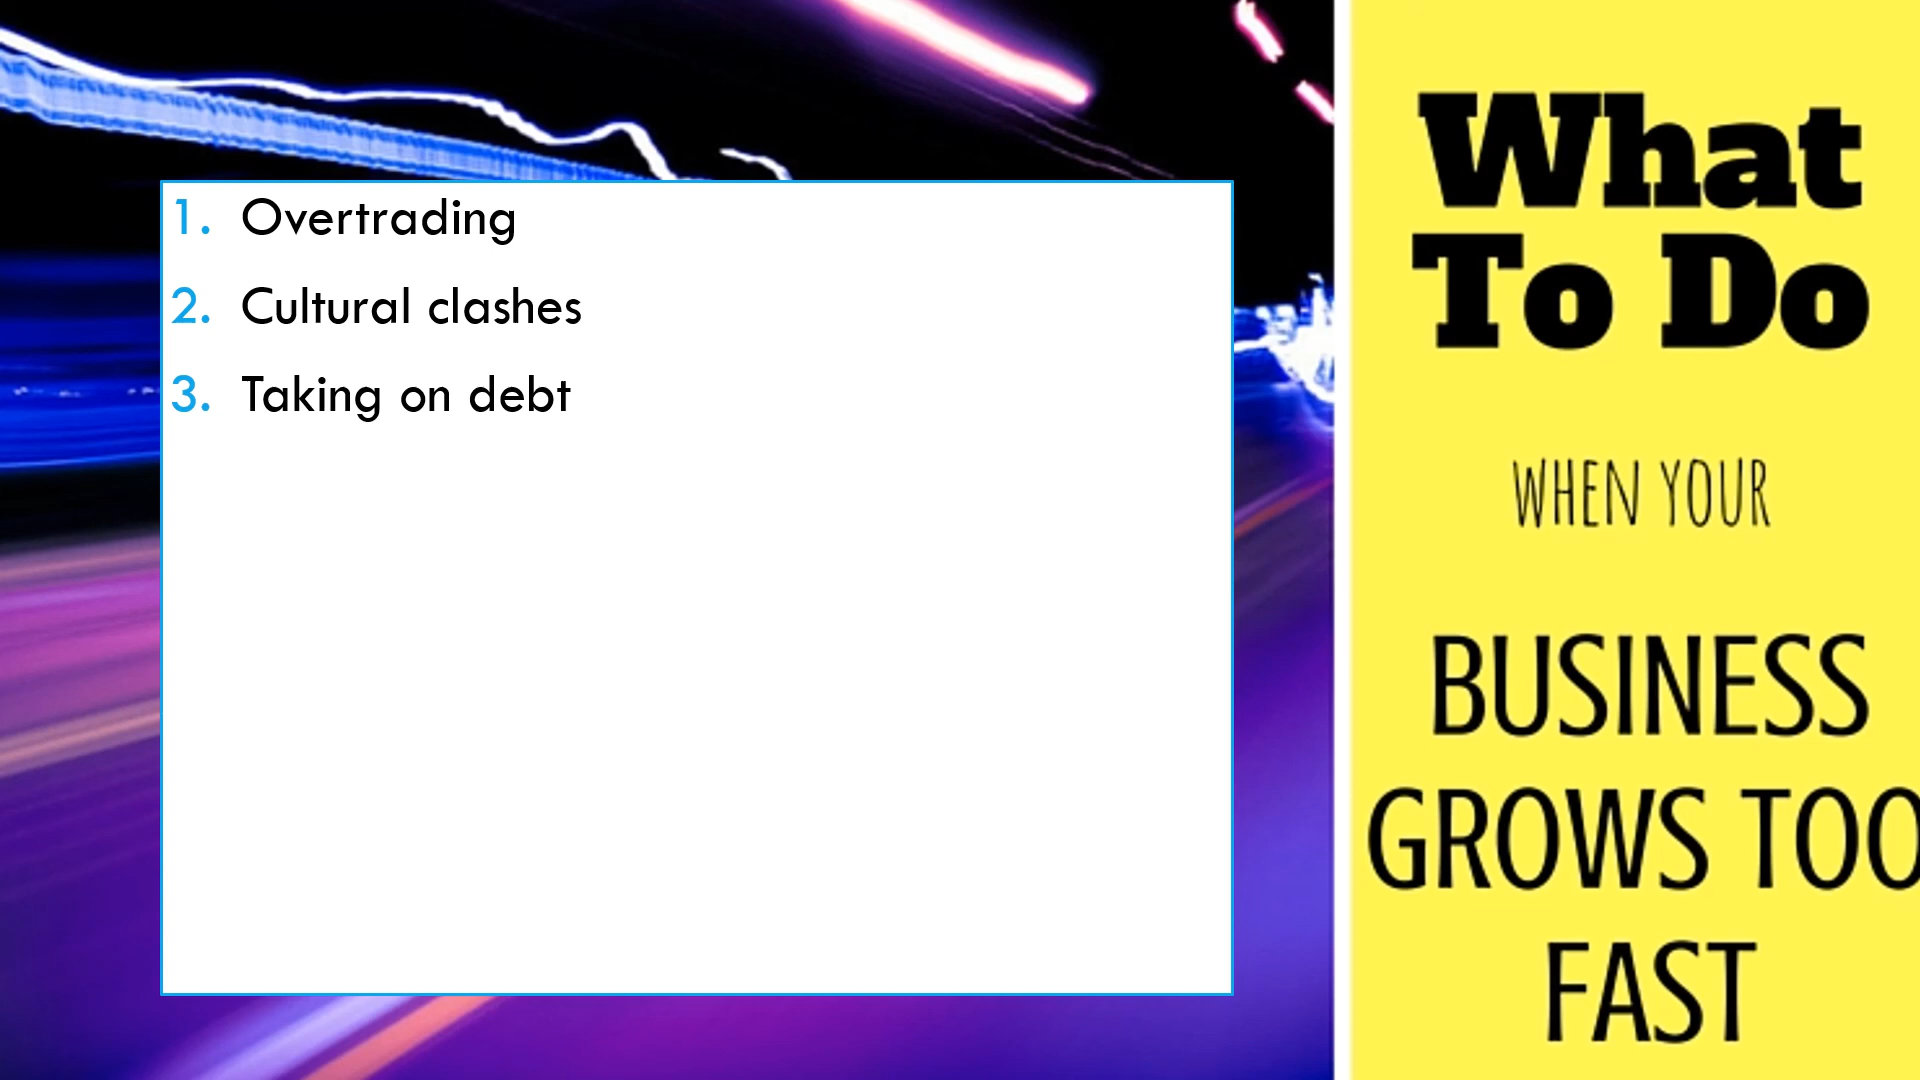 1. Overtrading
2. Cultural clashes
3. Taking on debt
What
To Do
WHEN YOUR
BUSINESS
GROWS TOO
FAST